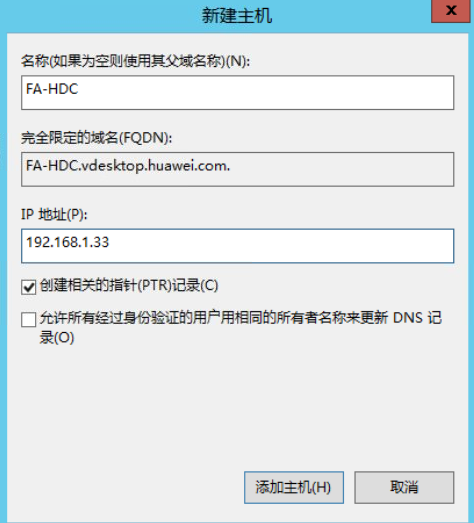 新建主机
x
名称(如果为空则使用其父域名称)(N):
FA-HDC
完全限定的域名(FQDN):
FA-HDC.vdesktop.huawei.com.
IP 地址(P):
192.168.1.33
创建相关的指针(PTR)记录(C)
允许所有经过身份验证的用户用相同的所有者名称来更新 DNS 记
录(O)
添加主机(H)
取消